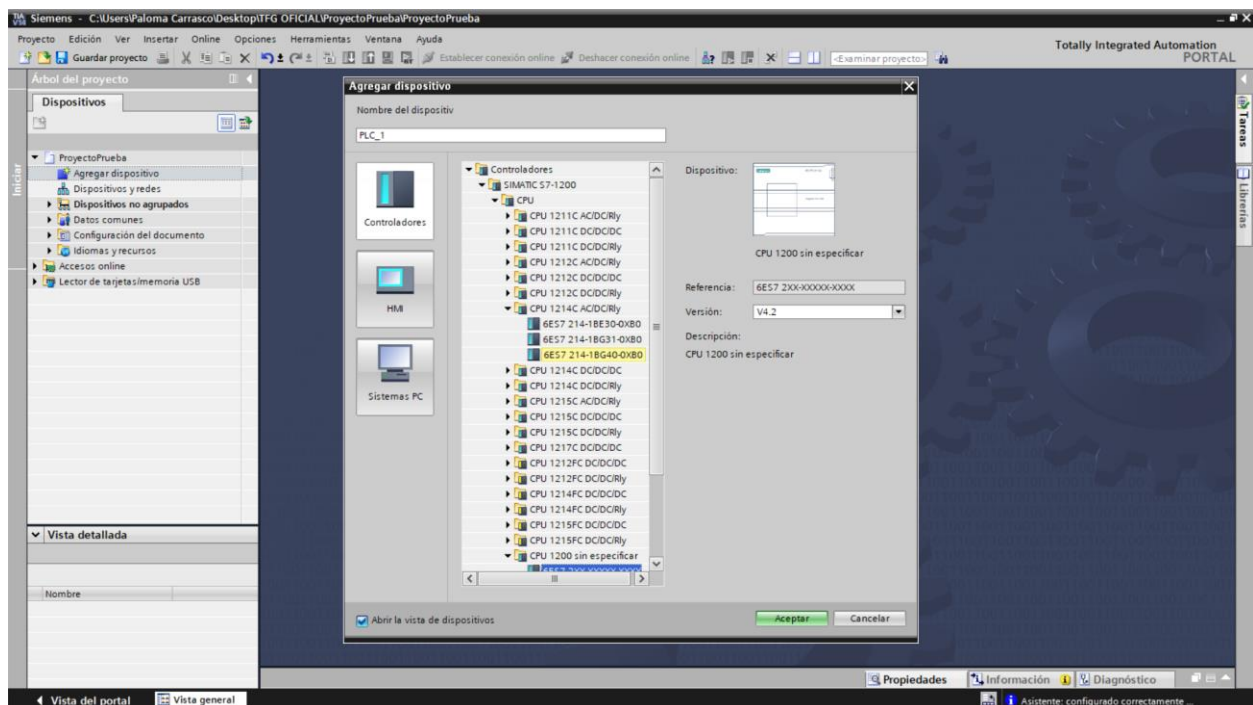 Siemens - C:\Users\Paloma Carrasco\Desktop\TFG OFICIAL\ProyectoPrueba\ProyectoPrueba
Proyecto Edición Ver Insertar Online Opciones Herramientas Ventana Ayuda
Totally Integrated Automation
PORTAL
Guardar proyecto Establecer conexión online Deshacer conexión online <Examinar proyecto>
Árbol del proyecto
Dispositivos
ProyectoPrueba
Agregar dispositivo
Dispositivos y redes
Dispositivos no agrupados
Datos comunes
Configuración del documento
Idiomas y recursos
Accesos online
Lector de tarjetas/memoria USB
Iniciar
Vista detallada
Nombre
Agregar dispositivo
Nombre del dispositiv
PLC_1
Controladores
HMI
Sistemas PC
Controladores
SIMATIC S7-1200
CPU
CPU 1211C AC/DC/Rly
CPU 1211C DC/DC/DC
CPU 1211C DC/DC/Rly
CPU 1212C AC/DC/Rly
CPU 1212C DC/DC/DC
CPU 1212C DC/DC/Rly
CPU 1214C AC/DC/Rly
6ES7 214-1BE30-0XB0
6ES7 214-1BG31-0XB0
6ES7 214-1BG40-0XB0
CPU 1214C DC/DC/DC
CPU 1214C DC/DC/Rly
CPU 1215C AC/DC/Rly
CPU 1215C DC/DC/DC
CPU 1215C DC/DC/Rly
CPU 1217C DC/DC/DC
CPU 1212FC DC/DC/DC
CPU 1212FC DC/DC/Rly
CPU 1214FC DC/DC/DC
CPU 1214FC DC/DC/Rly
CPU 1215FC DC/DC/DC
CPU 1215FC DC/DC/Rly
CPU 1200 sin especificar
6ES7 2XX-XXXXX-XXXX
Dispositivo:
CPU 1200 sin especificar
Referencia: 6ES7 2XX-XXXXX-XXXX
Versión: V4.2
Descripción:
CPU 1200 sin especificar
Abrir la vista de dispositivos
Aceptar Cancelar
Tareas
Librerías
Propiedades Información Diagnóstico
Vista del portal Vista general Asistente: configurado correctamente ...